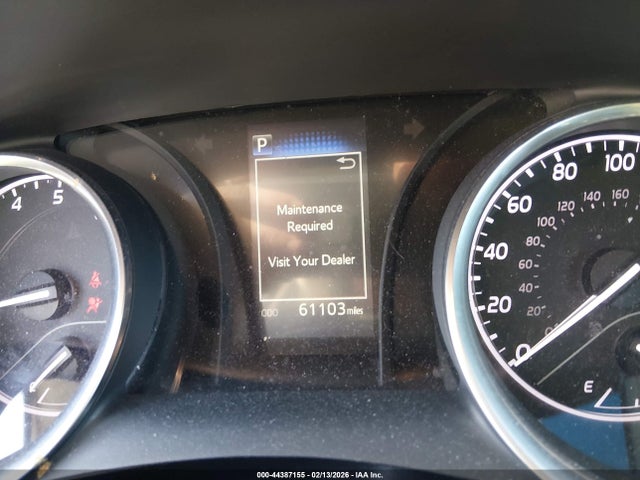 P
Maintenance
Required
Visit Your Dealer
ODO 61103 miles
4 5
0 20 40 60 80 100
20 40 60 80 100 120 140 160
E
000-44387155 - 02/13/2026 - IAA Inc.